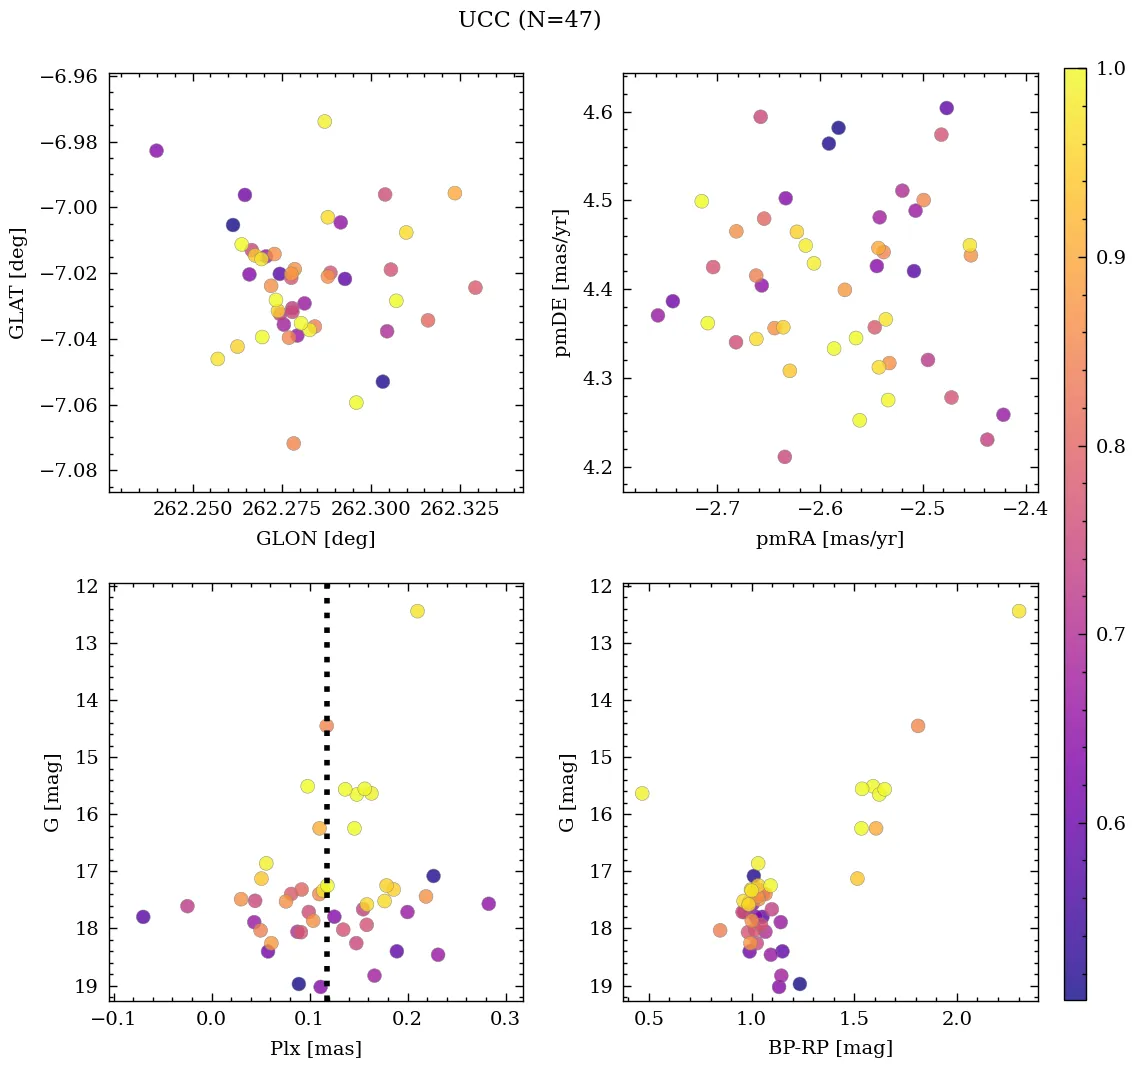 UCC (N=47)
−6.96
−6.98
−7.00
−7.02
−7.04
−7.06
−7.08
GLAT [deg]
262.250 262.275 262.300 262.325
GLON [deg]
4.6
4.5
4.4
4.3
4.2
pmDE [mas/yr]
−2.7 −2.6 −2.5 −2.4
pmRA [mas/yr]
12
13
14
15
16
17
18
19
G [mag]
−0.1 0.0 0.1 0.2 0.3
Plx [mas]
12
13
14
15
16
17
18
19
G [mag]
0.5 1.0 1.5 2.0
BP-RP [mag]
1.0
0.9
0.8
0.7
0.6